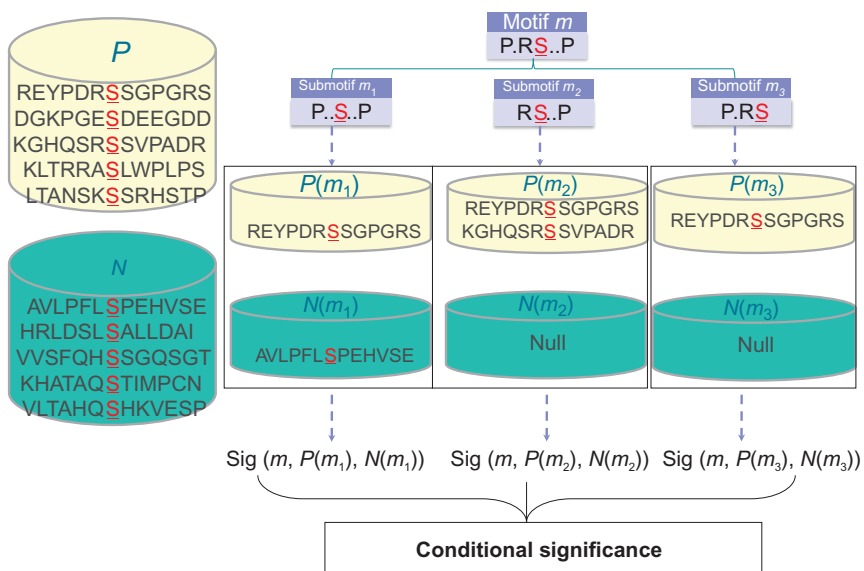 P
REYPDRSSGPGRS
DGKPGESDEEGDD
KGHQSRSSVPADR
KLTRRASLWPLPS
LTANSKSSRHSTP
N
AVLPFLSPEHVSE
HRLDSLSALLDAI
VVSFQHSSGQSGT
KHATAQSTIMPCN
VLTAHQSHKVESP
Motif m
P.RS..P
Submotif m1
P..S..P
Submotif m2
RS..P
Submotif m3
P.RS
P(m1)
REYPDRSSGPGRS
N(m1)
AVLPFLSPEHVSE
P(m2)
REYPDRSSGPGRS
KGHQSRSSVPADR
N(m2)
Null
P(m3)
REYPDRSSGPGRS
N(m3)
Null
Sig (m, P(m1), N(m1))
Sig (m, P(m2), N(m2))
Sig (m, P(m3), N(m3))
Conditional significance